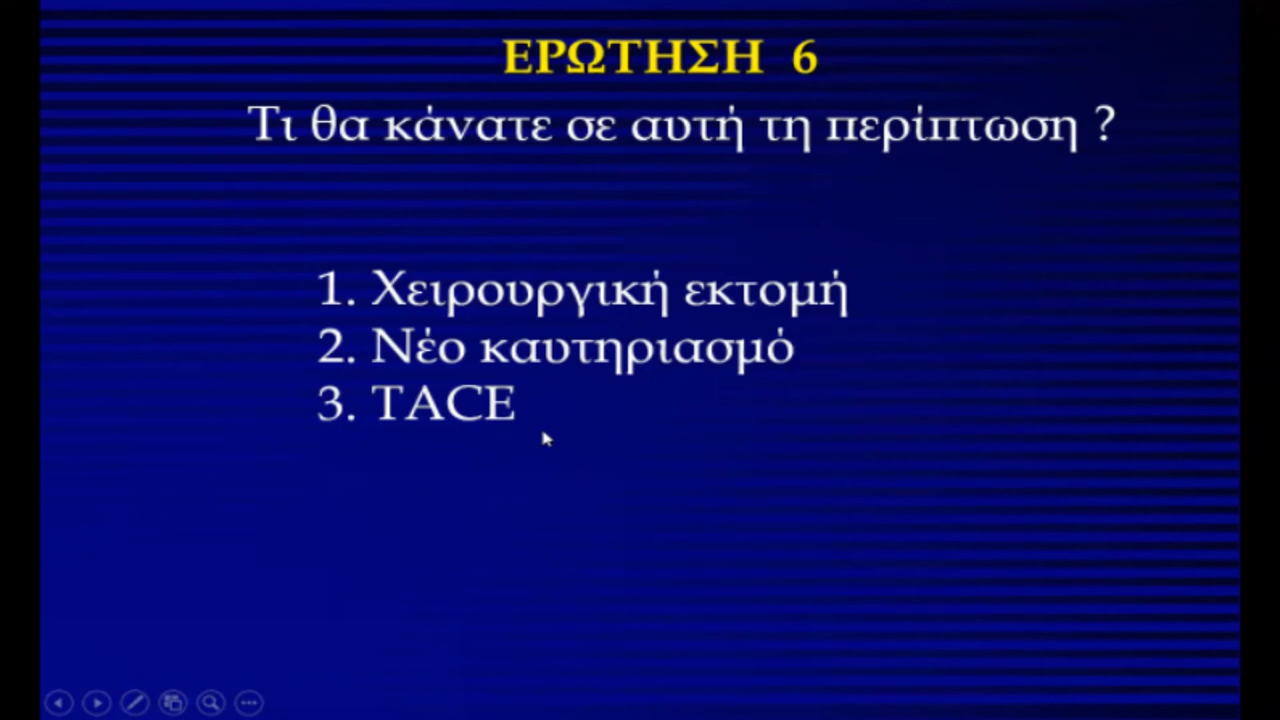 ΕΡΩΤΗΣΗ 6
Τι θα κάνατε σε αυτή τη περίπτωση ?
1. Χειρουργική εκτομή
2. Νέο καυτηριασμό
3. TACE